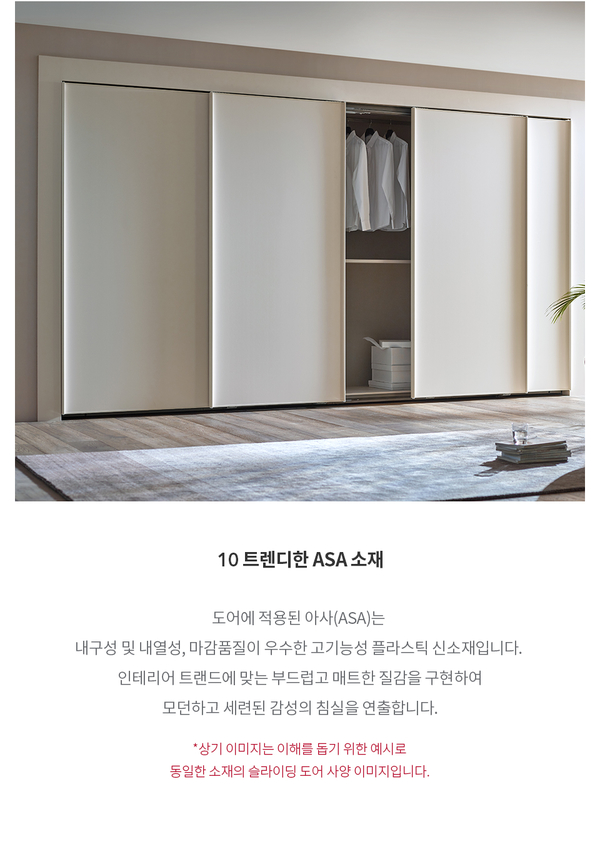 10 트렌디한 ASA 소재
도어에 적용된 아사(ASA)는
내구성 및 내열성, 마감품질이 우수한 고기능성 플라스틱 신소재입니다.
인테리어 트랜드에 맞는 부드럽고 매트한 질감을 구현하여
모던하고 세련된 감성의 침실을 연출합니다.
*상기 이미지는 이해를 돕기 위한 예시로
동일한 소재의 슬라이딩 도어 사양 이미지입니다.